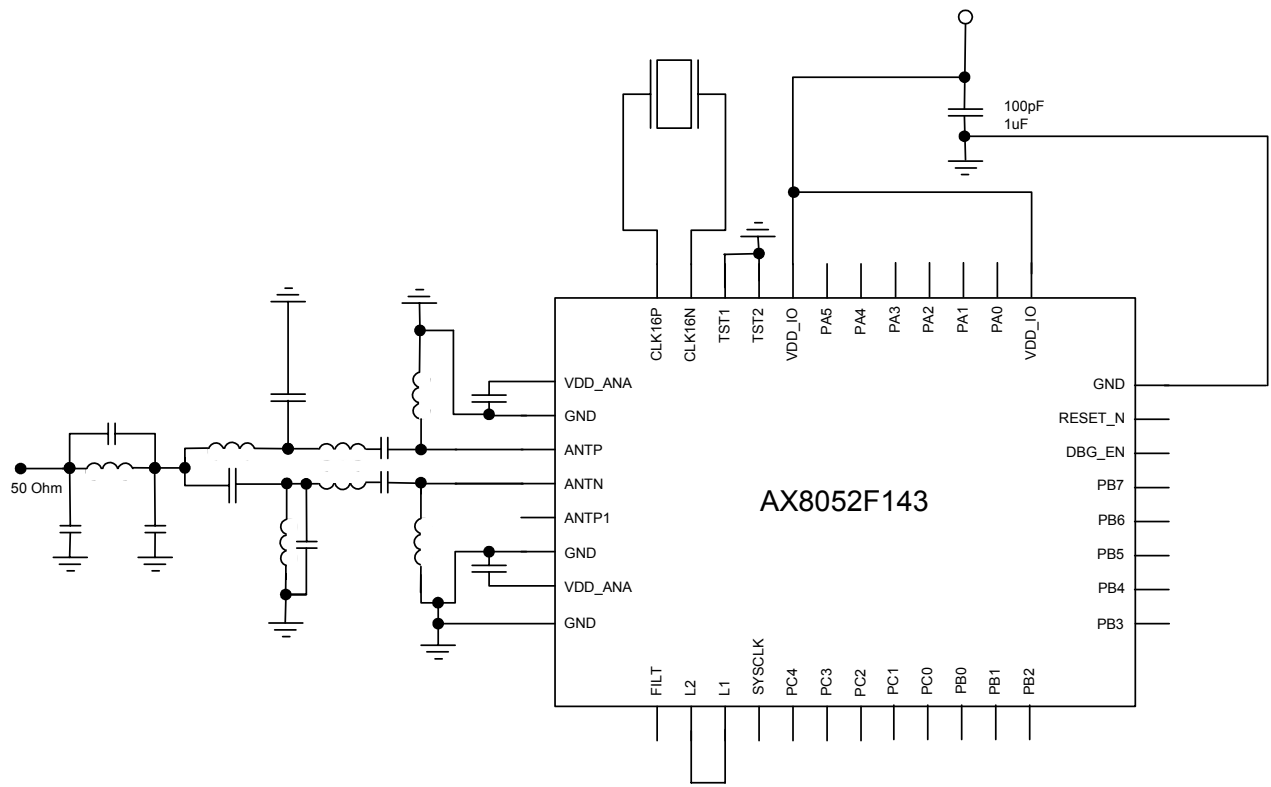 100pF
1uF
CLK16P
CLK16N
TST1
TST2
VDD_IO
PA5
PA4
PA3
PA2
PA1
PA0
VDD_IO
VDD_ANA
GND
ANTP
ANTN
ANTP1
GND
VDD_ANA
GND
50 Ohm
AX8052F143
GND
RESET_N
DBG_EN
PB7
PB6
PB5
PB4
PB3
FILT
L2
L1
SYSCLK
PC4
PC3
PC2
PC1
PC0
PB0
PB1
PB2